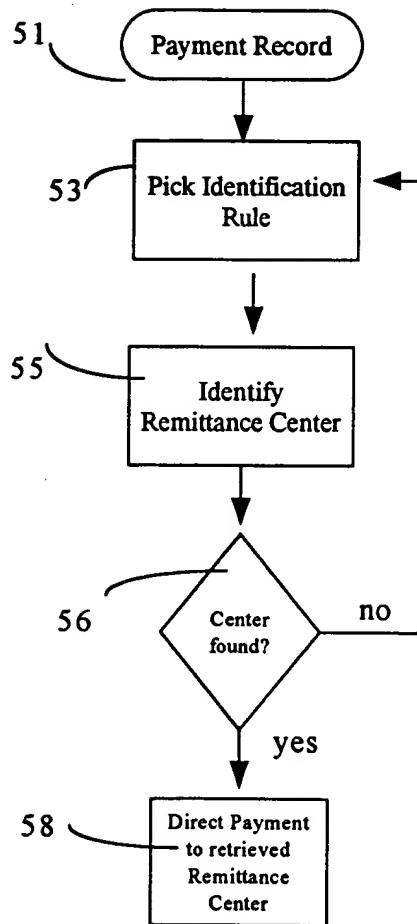 51
Payment Record
53
Pick Identification
Rule
55
Identify
Remittance Center
56
Center
found?
no
yes
58
Direct Payment
to retrieved
Remittance
Center